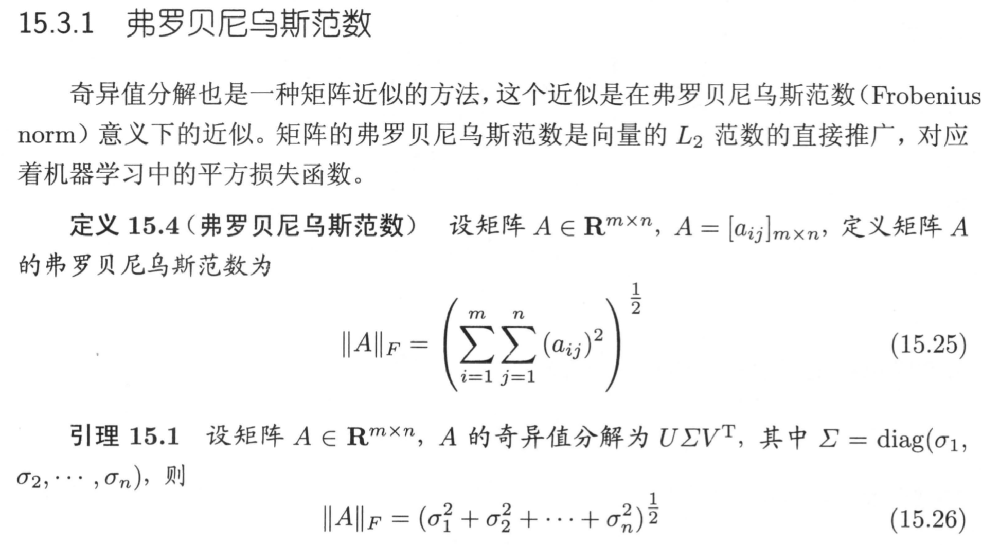 15.3.1 弗罗贝尼乌斯范数
奇异值分解也是一种矩阵近似的方法,这个近似是在弗罗贝尼乌斯范数(Frobenius
norm)意义下的近似。矩阵的弗罗贝尼乌斯范数是向量的 L₂ 范数的直接推广,对应
着机器学习中的平方损失函数。
定义 15.4(弗罗贝尼乌斯范数) 设矩阵 $A \in \mathbf{R}^{m \times n}$, $A = [a_{ij}]_{m \times n}$, 定义矩阵 $A$
的弗罗贝尼乌斯范数为
$\|A\|_F = \left( \sum_{i=1}^{m} \sum_{j=1}^{n} (a_{ij})^2 \right)^{\frac{1}{2}}$ (15.25)
引理 15.1 设矩阵 $A \in \mathbf{R}^{m \times n}$, $A$ 的奇异值分解为 $U\Sigma V^{\mathrm{T}}$, 其中 $\Sigma = \mathrm{diag}(\sigma_1,$
$\sigma_2, \cdots, \sigma_n)$, 则
$\|A\|_F = (\sigma_1^2 + \sigma_2^2 + \cdots + \sigma_n^2)^{\frac{1}{2}}$ (15.26)